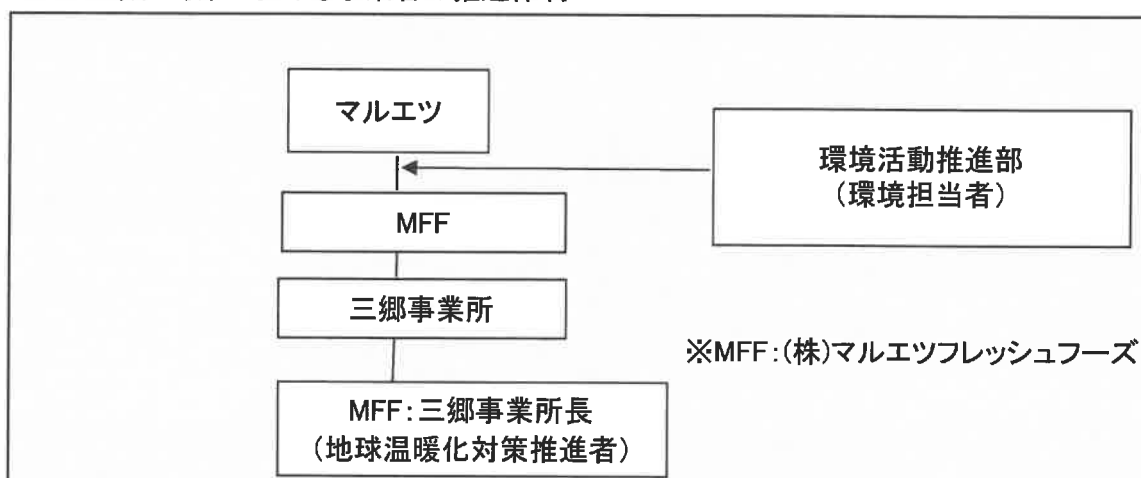 マルエツ
環境活動推進部
(環境担当者)
MFF
三郷事業所
※MFF:(株)マルエツフレッシュフーズ
MFF:三郷事業所長
(地球温暖化対策推進者)